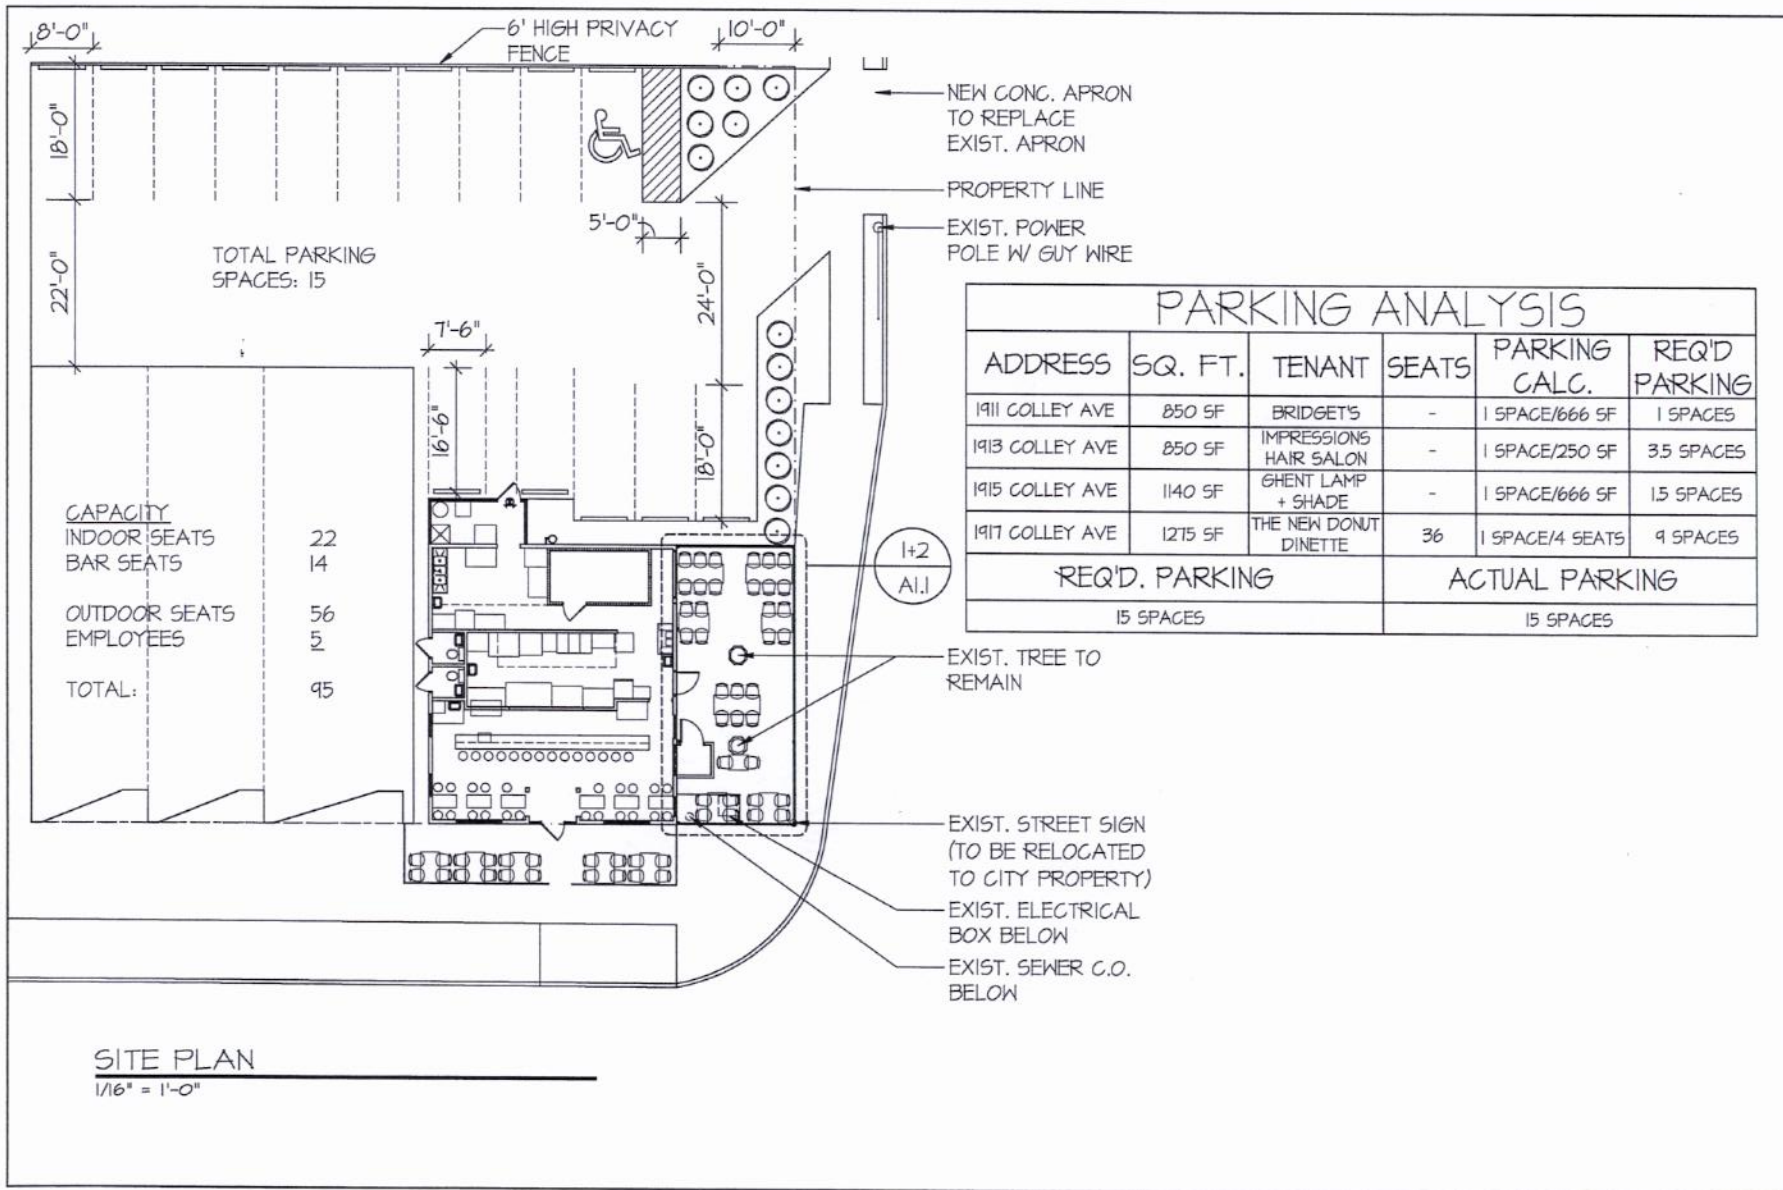 8'-0"
6' HIGH PRIVACY
FENCE
10'-0"
18'-0"
NEW CONC. APRON
TO REPLACE
EXIST. APRON
PROPERTY LINE
5'-0"
EXIST. POWER
POLE W/ GUY WIRE
TOTAL PARKING
SPACES: 15
22'-0"
24'-0"
7'-6"
16'-6"
18'-0"
PARKING ANALYSIS
ADDRESS SQ. FT. TENANT SEATS PARKING CALC. REQ'D PARKING
1911 COLLEY AVE 850 SF BRIDGET'S - 1 SPACE/666 SF 1 SPACES
1913 COLLEY AVE 850 SF IMPRESSIONS HAIR SALON - 1 SPACE/250 SF 3.5 SPACES
1915 COLLEY AVE 1140 SF GHENT LAMP + SHADE - 1 SPACE/666 SF 1.5 SPACES
1917 COLLEY AVE 1275 SF THE NEW DONUT DINETTE 36 1 SPACE/4 SEATS 9 SPACES
REQ'D. PARKING ACTUAL PARKING
15 SPACES 15 SPACES
CAPACITY
INDOOR SEATS 22
BAR SEATS 14
OUTDOOR SEATS 56
EMPLOYEES 5
TOTAL: 95
1+2
A1.1
EXIST. TREE TO
REMAIN
EXIST. STREET SIGN
(TO BE RELOCATED
TO CITY PROPERTY)
EXIST. ELECTRICAL
BOX BELOW
EXIST. SEWER C.O.
BELOW
SITE PLAN
1/16" = 1'-0"